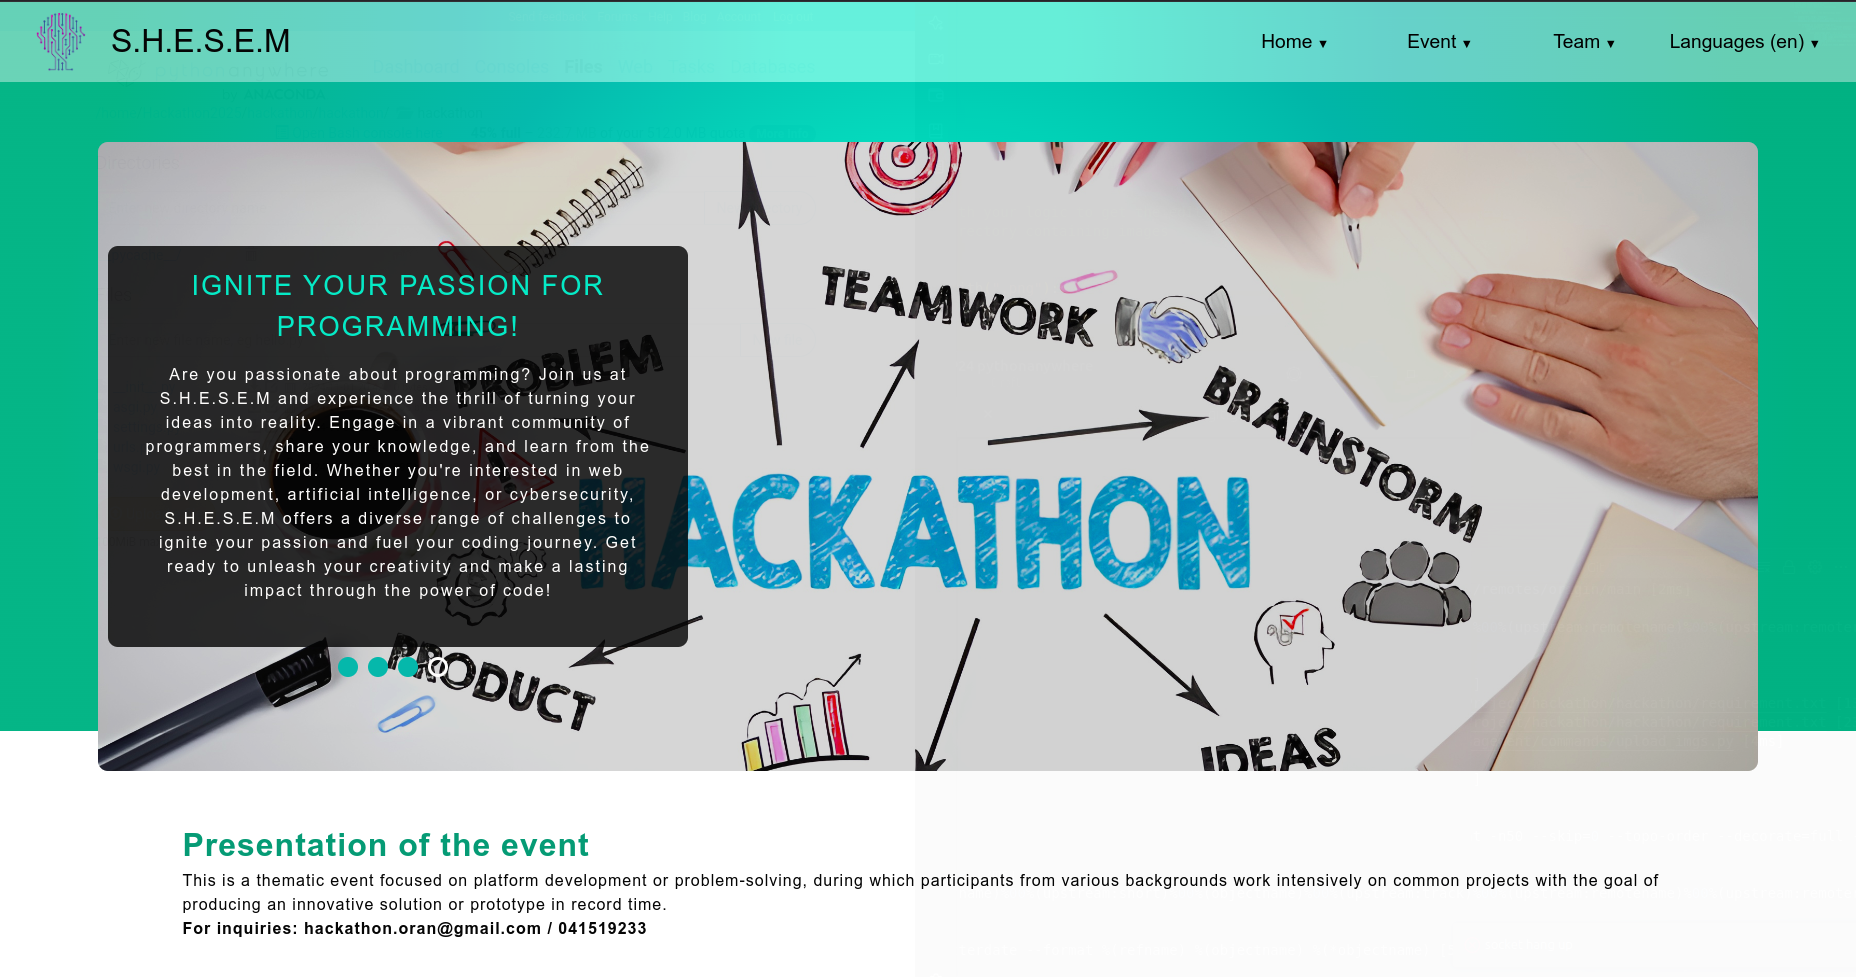 S.H.E.S.E.M
Home ▾
Event ▾
Team ▾
Languages (en) ▾
IGNITE YOUR PASSION FOR
PROGRAMMING!
Are you passionate about programming? Join us at
S.H.E.S.E.M and experience the thrill of turning your
ideas into reality. Engage in a vibrant community of
programmers, share your knowledge, and learn from the
best in the field. Whether you're interested in web
development, artificial intelligence, or cybersecurity,
S.H.E.S.E.M offers a diverse range of challenges to
ignite your passion and fuel your coding journey. Get
ready to unleash your creativity and make a lasting
impact through the power of code!
TEAMWORK
PROBLEM
BRAINSTORM
HACKATHON
PRODUCT
IDEAS
Presentation of the event
This is a thematic event focused on platform development or problem-solving, during which participants from various backgrounds work intensively on common projects with the goal of
producing an innovative solution or prototype in record time.
For inquiries: hackathon.oran@gmail.com / 041519233